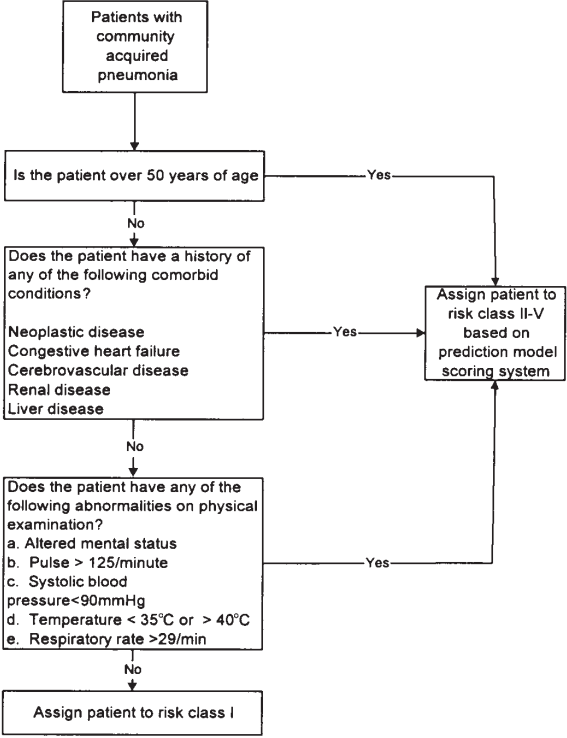 Patients with
community
acquired
pneumonia
Is the patient over 50 years of age
Yes
No
Does the patient have a history of
any of the following comorbid
conditions?
Neoplastic disease
Congestive heart failure
Cerebrovascular disease
Renal disease
Liver disease
Yes
Assign patient to
risk class II-V
based on
prediction model
scoring system
No
Does the patient have any of the
following abnormalities on physical
examination?
a. Altered mental status
b. Pulse > 125/minute
c. Systolic blood
pressure<90mmHg
d. Temperature < 35°C or > 40°C
e. Respiratory rate >29/min
Yes
No
Assign patient to risk class I